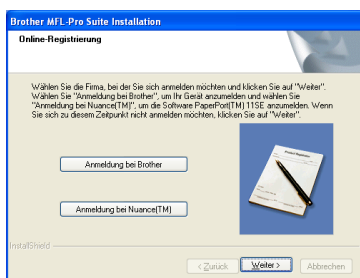 Brother MFL-Pro Suite Installation
Online-Registrierung
Wählen Sie die Firma, bei der Sie sich anmelden möchten und klicken Sie auf "Weiter".
Wählen Sie "Anmeldung bei Brother", um Ihr Gerät anzumelden und wählen Sie
"Anmeldung bei Nuance(TM)", um die Software PaperPort(TM) 11SE anzumelden. Wenn
Sie sich zu diesem Zeitpunkt nicht anmelden möchten, klicken Sie auf "Weiter".
Anmeldung bei Brother
Product Registration
Anmeldung bei Nuance(TM)
InstallShield
< Zurück
Weiter >
Abbrechen